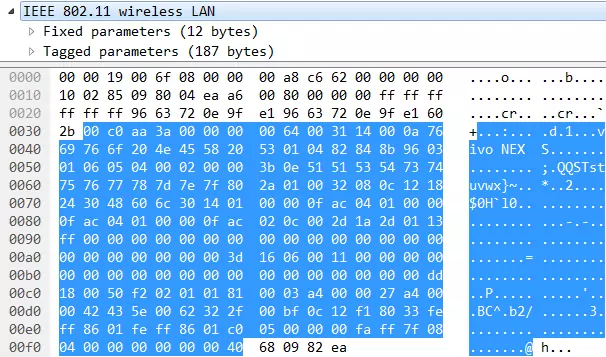 IEEE 802.11 wireless LAN
Fixed parameters (12 bytes)
Tagged parameters (187 bytes)
0000 00 00 19 00 6f 08 00 00 00 a8 c6 62 00 00 00 00 ....o... ...b....
0010 10 02 85 09 80 04 ea a6 00 80 00 00 00 ff ff ff ........ ........
0020 ff ff ff 96 63 72 0e 9f e1 96 63 72 0e 9f e1 60 ....cr.. ..cr...`
0030 2b 00 c0 aa 3a 00 00 00 00 64 00 31 14 00 0a 76 +...:... .d.1...v
0040 69 76 6f 20 4e 45 58 20 53 01 04 82 84 8b 96 03 ivo NEX S.......
0050 01 06 05 04 00 02 00 00 3b 0e 51 51 53 54 73 74 ........ ;.QQSTst
0060 75 76 77 78 7d 7e 7f 80 2a 01 00 32 08 0c 12 18 uvwx}~.. *..2....
0070 24 30 48 60 6c 30 14 01 00 00 0f ac 04 01 00 00 $0H`l0.. ........
0080 0f ac 04 01 00 00 0f ac 02 0c 00 2d 1a 2d 01 13 ........ ...-.-..
0090 ff 00 00 00 00 00 00 00 00 00 00 00 00 00 00 00 ........ ........
00a0 00 00 00 00 00 00 00 3d 16 06 00 11 00 00 00 00 .......= ........
00b0 00 00 00 00 00 00 00 00 00 00 00 00 00 00 00 dd ........ ........
00c0 18 00 50 f2 02 01 01 81 00 03 a4 00 00 27 a4 00 ..P..... .....'..
00d0 00 42 43 5e 00 62 32 2f 00 bf 0c 12 f1 80 33 fe .BC^.b2/ ......3.
00e0 ff 86 01 fe ff 86 01 c0 05 00 00 00 fa ff 7f 08 ........ ........
00f0 04 00 00 00 00 00 00 40 68 09 82 ea .......@ h...